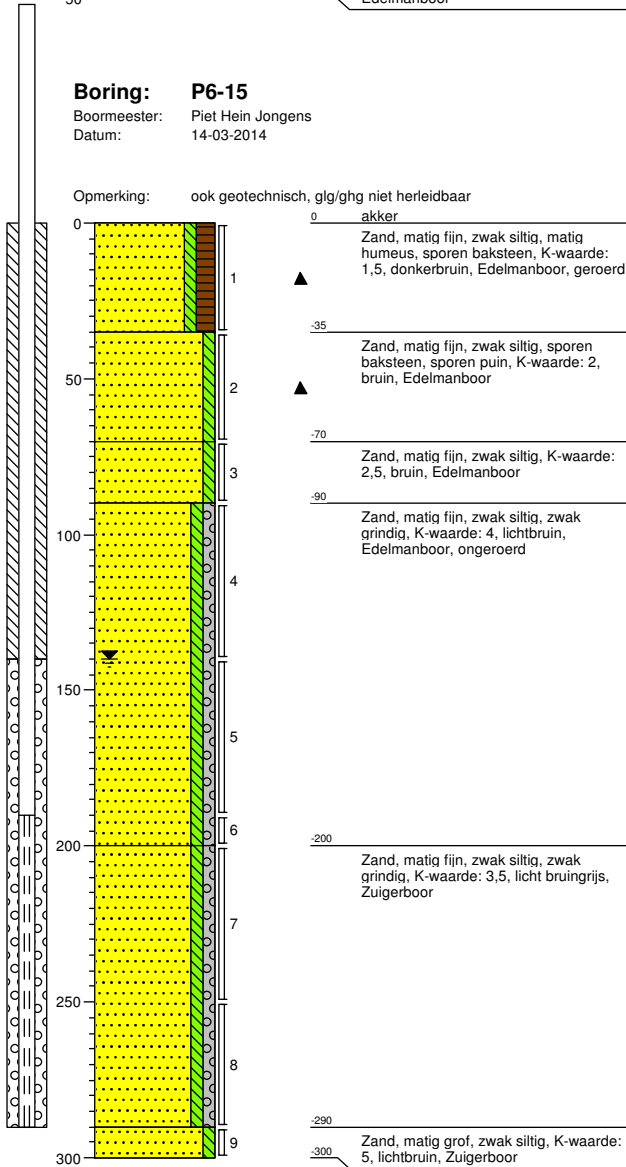 Edelmanboor
Boring: P6-15
Boormeester: Piet Hein Jongens
Datum: 14-03-2014
Opmerking: ook geotechnisch, glg/ghg niet herleidbaar
0
50
100
150
200
250
300
1
2
3
4
5
6
7
8
9
0 akker
Zand, matig fijn, zwak siltig, matig
humeus, sporen baksteen, K-waarde:
1,5, donkerbruin, Edelmanboor, geroerd
-35
Zand, matig fijn, zwak siltig, sporen
baksteen, sporen puin, K-waarde: 2,
bruin, Edelmanboor
-70
Zand, matig fijn, zwak siltig, K-waarde:
2,5, bruin, Edelmanboor
-90
Zand, matig fijn, zwak siltig, zwak
grindig, K-waarde: 4, lichtbruin,
Edelmanboor, ongeroerd
-200
Zand, matig fijn, zwak siltig, zwak
grindig, K-waarde: 3,5, licht bruingrijs,
Zuigerboor
-290
Zand, matig grof, zwak siltig, K-waarde:
5, lichtbruin, Zuigerboor
-300